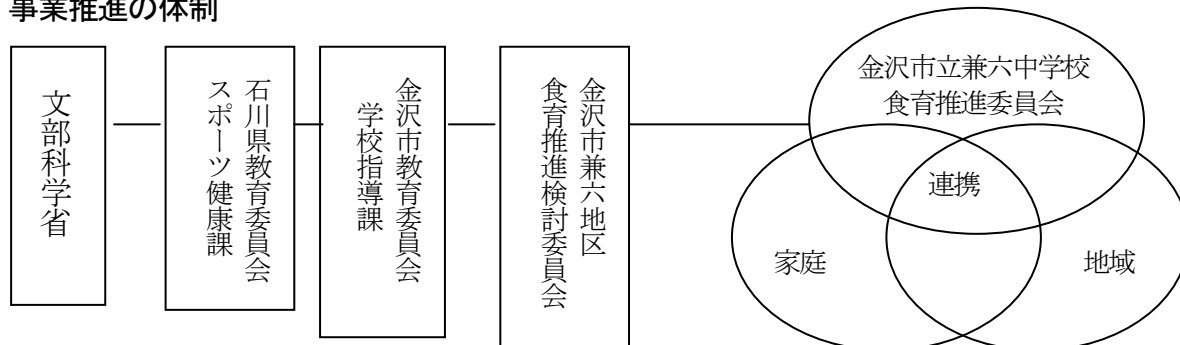 事業推進の体制
文部科学省
石川県教育委員会
スポーツ健康課
金沢市教育委員会
学校指導課
金沢市兼六地区
食育推進検討委員会
金沢市立兼六中学校
食育推進委員会
連携
家庭
地域